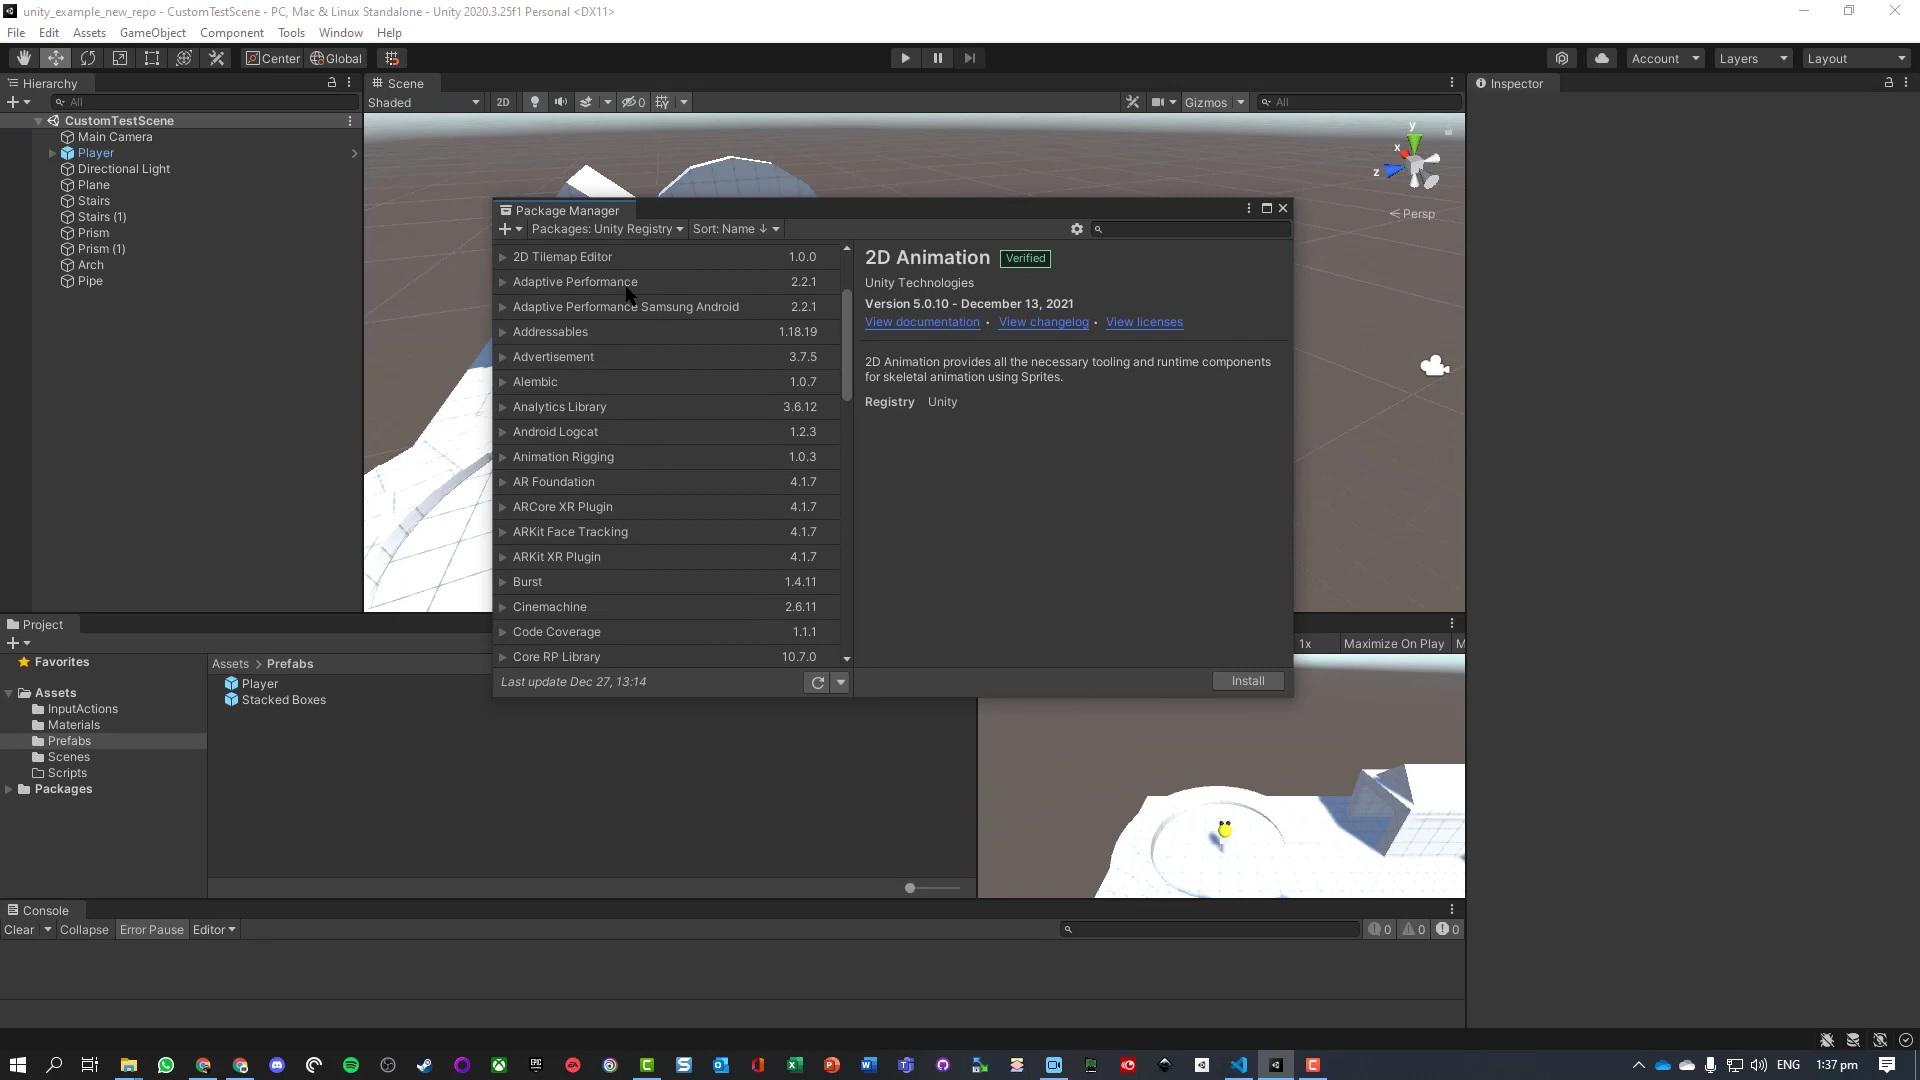 unity_example_new_repo - CustomTestScene - PC, Mac & Linux Standalone - Unity 2020.3.25f1 Personal <DX11>
File Edit Assets GameObject Component Tools Window Help
Center Global Account Layers Layout
Hierarchy
All
CustomTestScene
Main Camera
Player
Directional Light
Plane
Stairs
Stairs (1)
Prism
Prism (1)
Arch
Pipe
Scene
Shaded 2D 0 Gizmos All
y
x
z
Persp
Inspector
Package Manager
Packages: Unity Registry Sort: Name ↓
2D Tilemap Editor 1.0.0
Adaptive Performance 2.2.1
Adaptive Performance Samsung Android 2.2.1
Addressables 1.18.19
Advertisement 3.7.5
Alembic 1.0.7
Analytics Library 3.6.12
Android Logcat 1.2.3
Animation Rigging 1.0.3
AR Foundation 4.1.7
ARCore XR Plugin 4.1.7
ARKit Face Tracking 4.1.7
ARKit XR Plugin 4.1.7
Burst 1.4.11
Cinemachine 2.6.11
Code Coverage 1.1.1
Core RP Library 10.7.0
Last update Dec 27, 13:14
2D Animation Verified
Unity Technologies
Version 5.0.10 - December 13, 2021
View documentation • View changelog • View licenses
2D Animation provides all the necessary tooling and runtime components
for skeletal animation using Sprites.
Registry Unity
Install
Project
Favorites
Assets
InputActions
Materials
Prefabs
Scenes
Scripts
Packages
Assets > Prefabs
Player
Stacked Boxes
1x Maximize On Play M
Console
Clear Collapse Error Pause Editor
0 0 0
ENG 1:37 pm